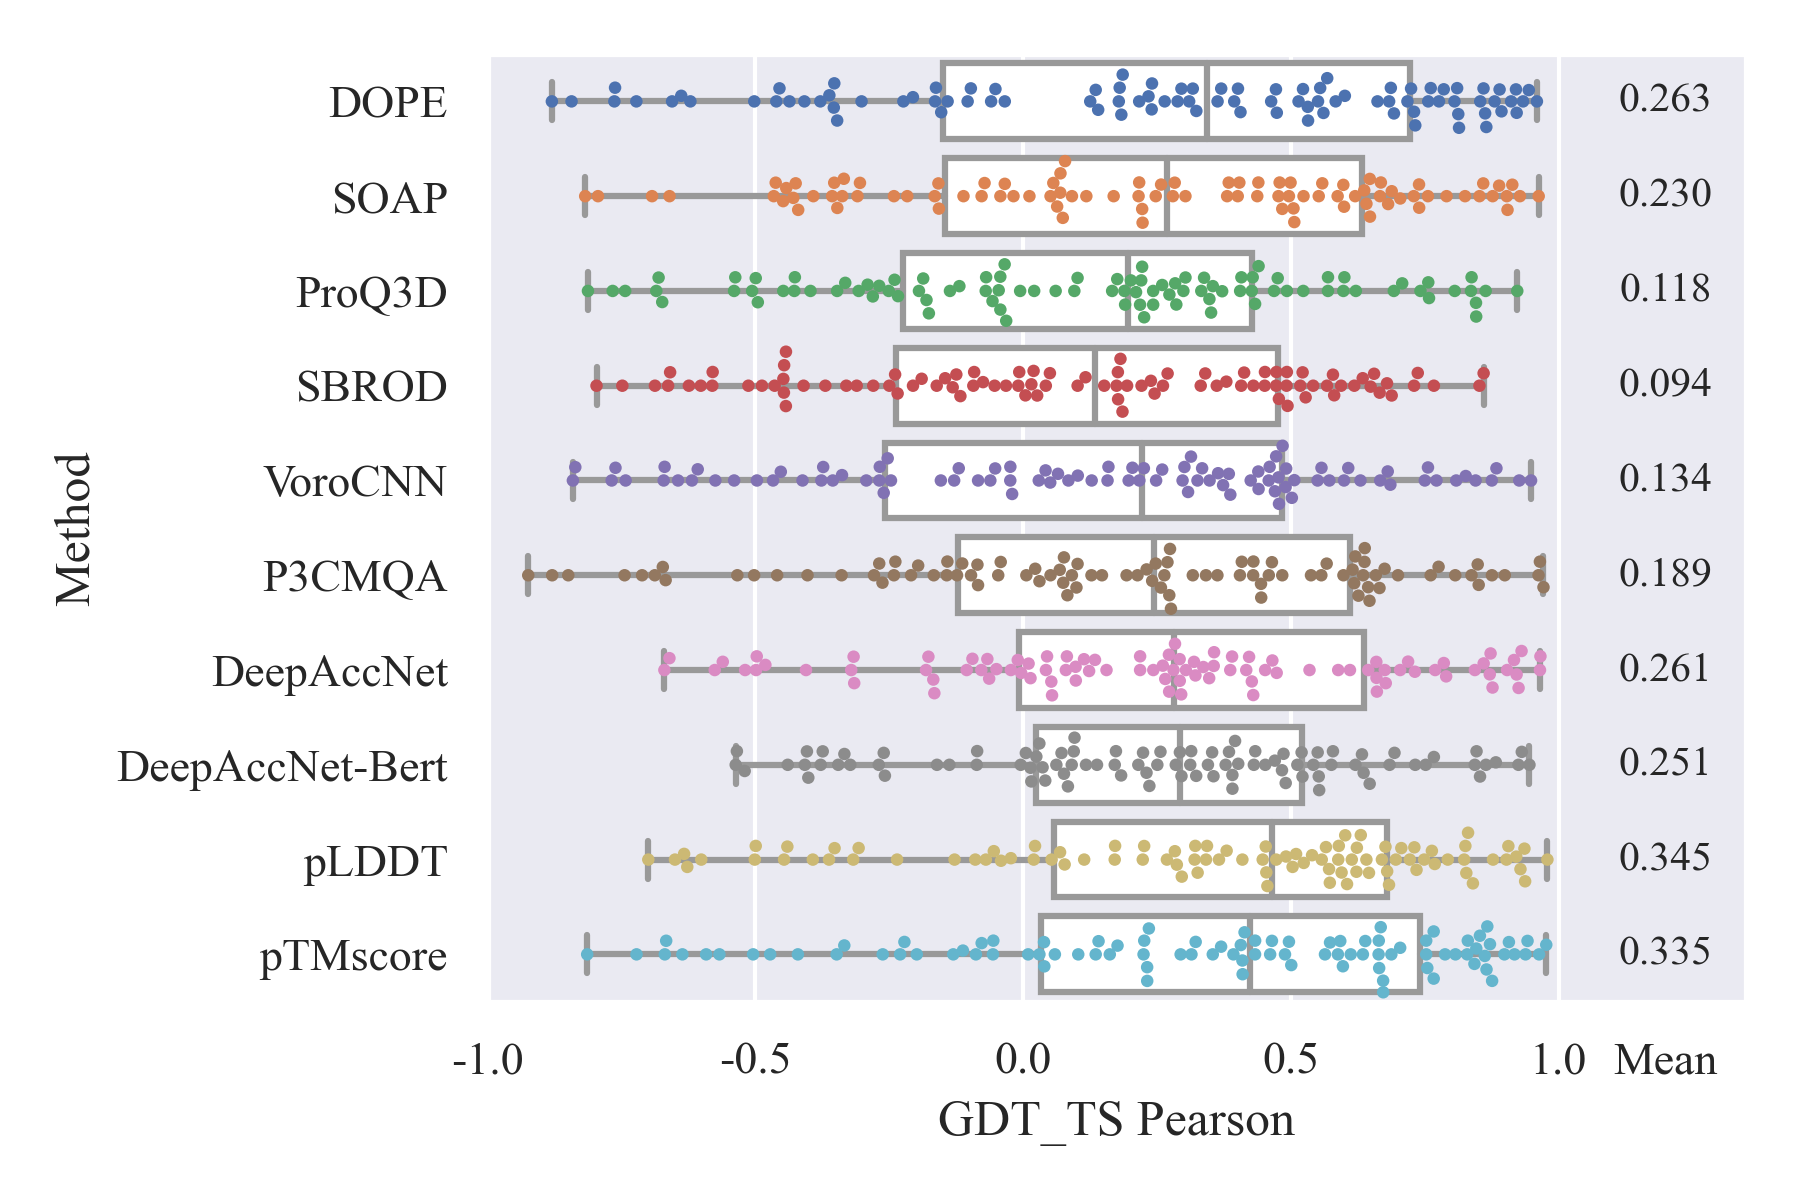 DOPE 0.263
SOAP 0.230
ProQ3D 0.118
SBROD 0.094
VoroCNN 0.134
P3CMQA 0.189
DeepAccNet 0.261
DeepAccNet-Bert 0.251
pLDDT 0.345
pTMscore 0.335
Method
-1.0 -0.5 0.0 0.5 1.0 Mean
GDT_TS Pearson